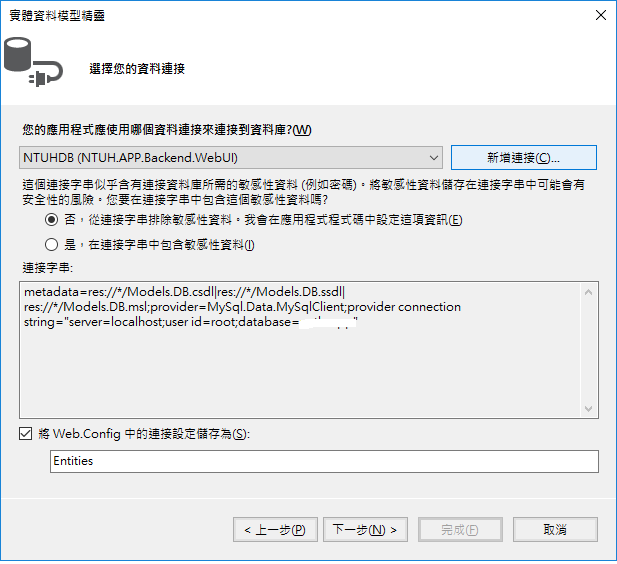 實體資料模型精靈
選擇您的資料連接
您的應用程式應使用哪個資料連接來連接到資料庫?(W)
NTUHDB (NTUH.APP.Backend.WebUI)
新增連接(C)...
這個連接字串似乎含有連接資料庫所需的敏感性資料 (例如密碼)。將敏感性資料儲存在連接字串中可能會有
安全性的風險。您要在連接字串中包含這個敏感性資料嗎?
否，從連接字串排除敏感性資料。我會在應用程式程式碼中設定這項資訊(E)
是，在連接字串中包含敏感性資料(I)
連接字串:
metadata=res://*/Models.DB.csdl|res://*/Models.DB.ssdl|
res://*/Models.DB.msl;provider=MySql.Data.MySqlClient;provider connection
string="server=localhost;user id=root;database="
將 Web.Config 中的連接設定儲存為(S):
Entities
< 上一步(P)
下一步(N) >
完成(F)
取消